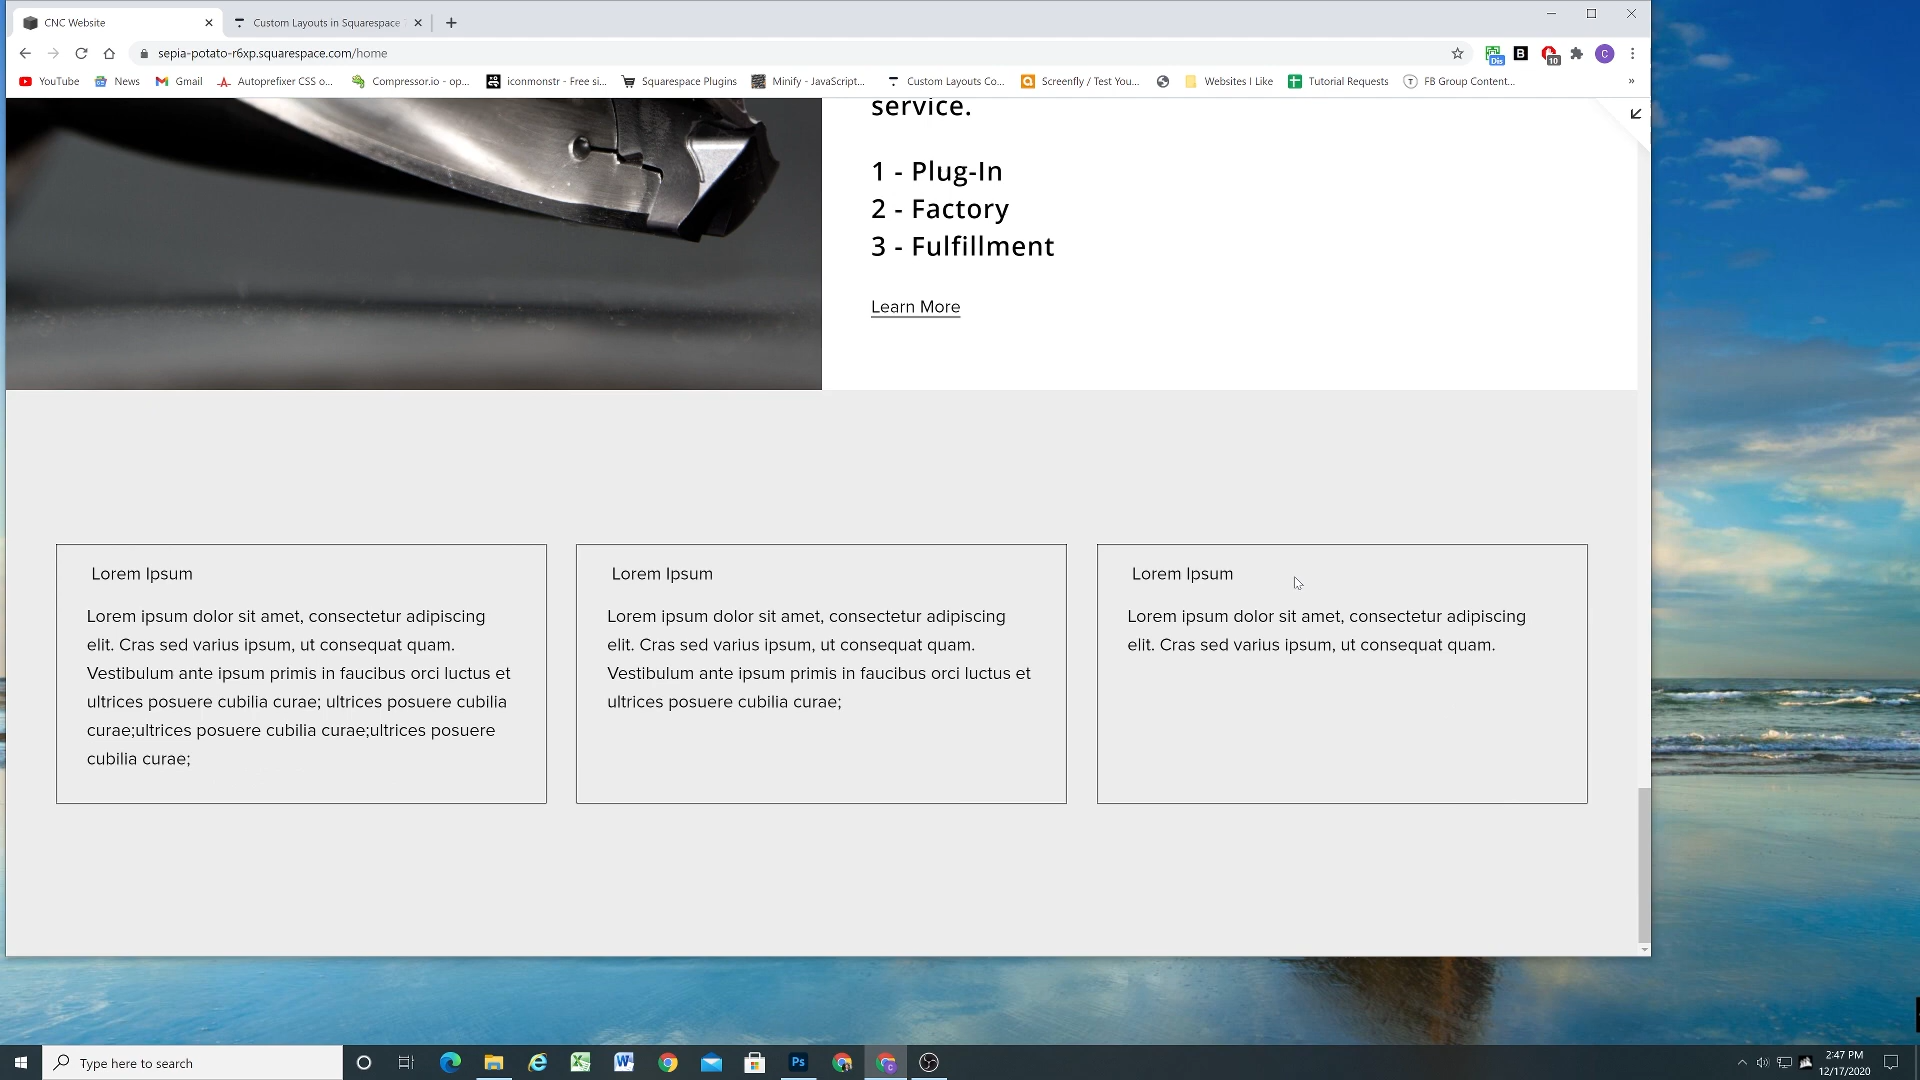 CNC Website
Custom Layouts in Squarespace
sepia-potato-r6xp.squarespace.com/home
Dis
B
10
C
YouTube
News
Gmail
Autoprefixer CSS o...
Compressor.io - op...
iconmonstr - Free si...
Squarespace Plugins
Minify - JavaScript...
Custom Layouts Co...
Screenfly / Test You...
Websites I Like
Tutorial Requests
FB Group Content...
service.
1 - Plug-In
2 - Factory
3 - Fulfillment
Learn More
Lorem Ipsum
Lorem ipsum dolor sit amet, consectetur adipiscing
elit. Cras sed varius ipsum, ut consequat quam.
Vestibulum ante ipsum primis in faucibus orci luctus et
ultrices posuere cubilia curae; ultrices posuere cubilia
curae;ultrices posuere cubilia curae;ultrices posuere
cubilia curae;
Lorem Ipsum
Lorem ipsum dolor sit amet, consectetur adipiscing
elit. Cras sed varius ipsum, ut consequat quam.
Vestibulum ante ipsum primis in faucibus orci luctus et
ultrices posuere cubilia curae;
Lorem Ipsum
Lorem ipsum dolor sit amet, consectetur adipiscing
elit. Cras sed varius ipsum, ut consequat quam.
Type here to search
Ps
2:47 PM
12/17/2020